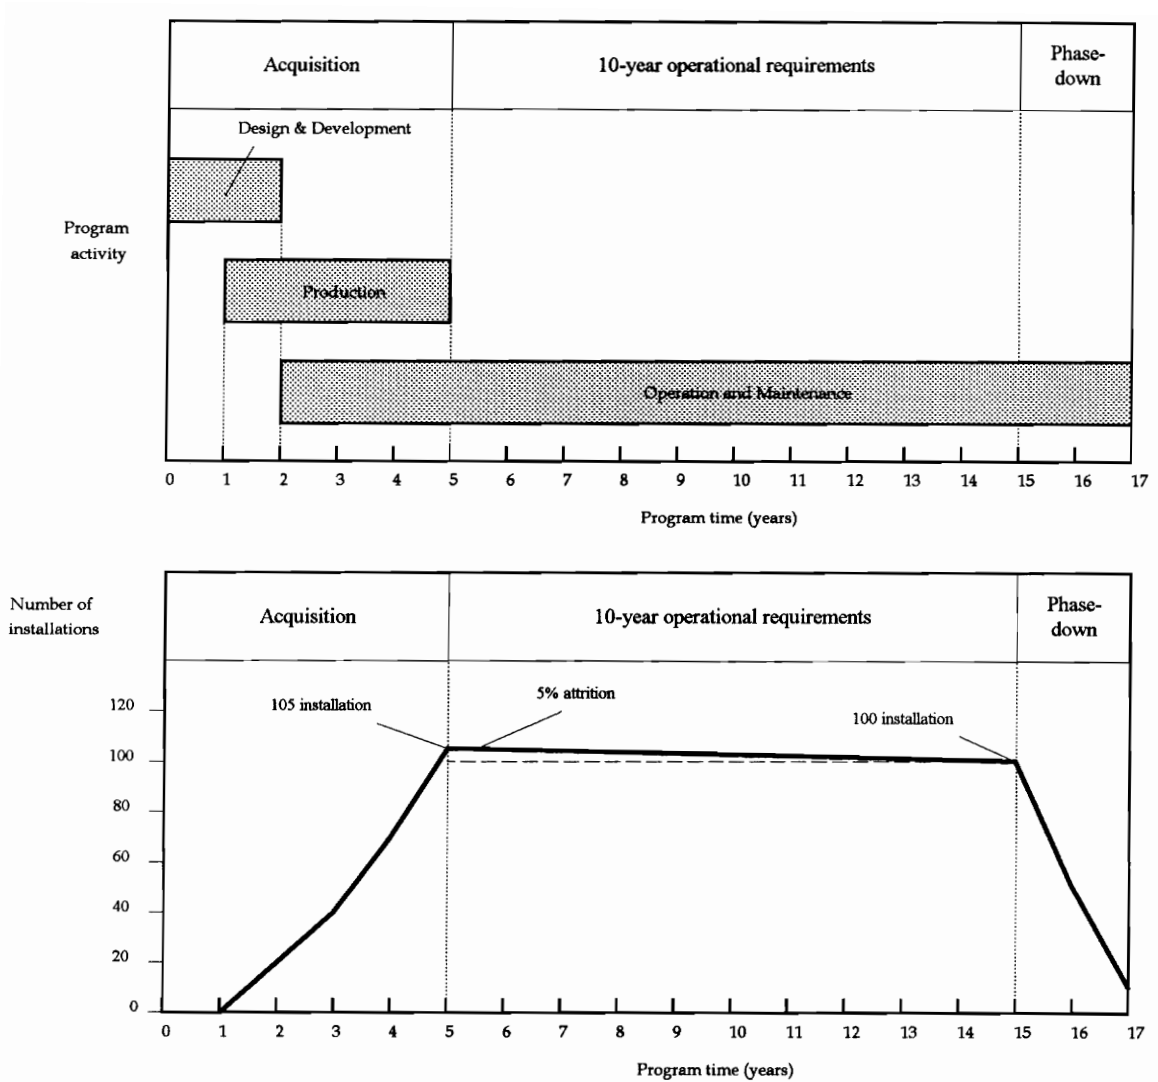 Acquisition
10-year operational requirements
Phase-
down
Design & Development
Program
activity
Production
Operation and Maintenance
0 1 2 3 4 5 6 7 8 9 10 11 12 13 14 15 16 17
Program time (years)
Number of
installations
Acquisition
10-year operational requirements
Phase-
down
105 installation
5% attrition
100 installation
120
100
80
60
40
20
0
0 1 2 3 4 5 6 7 8 9 10 11 12 13 14 15 16 17
Program time (years)